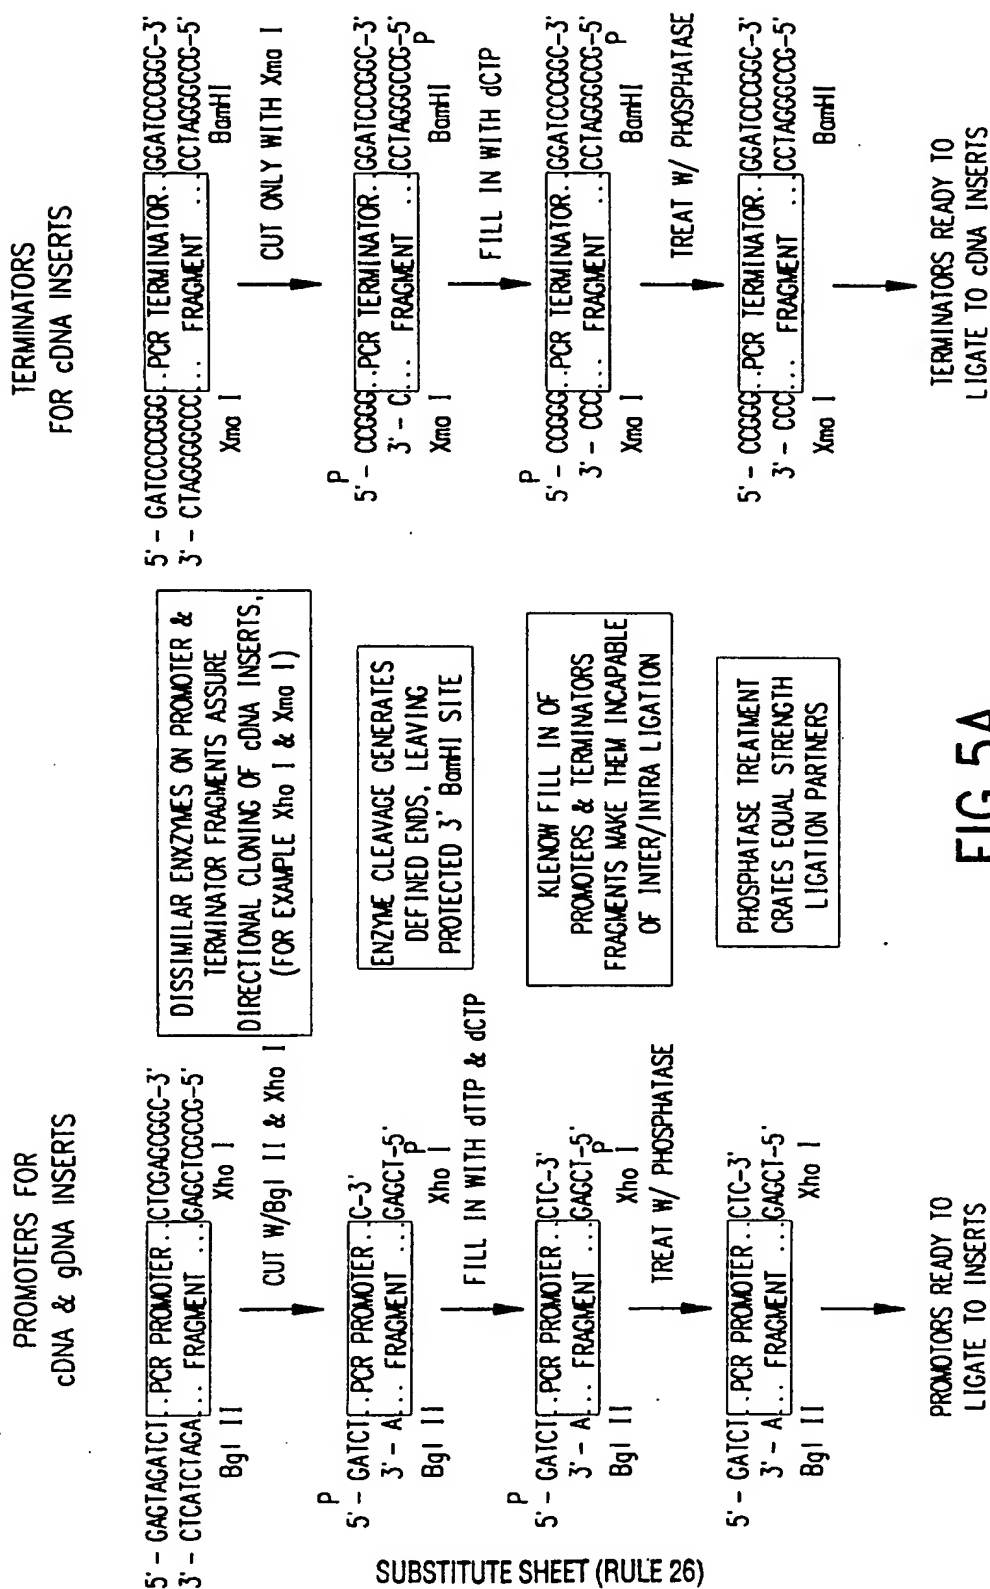 PROMOTERS FOR
cDNA & gDNA INSERTS
5' - GAGTAGATCT..PCR PROMOTER..CTCGAGCGGC-3'
3' - CTCATCTAGA... FRAGMENT ...GAGCTCGCCG-5'
Bgl II
Xho I
CUT W/Bgl II & Xho I
P
5' - GATCT..PCR PROMOTER..C-3'
3' - A... FRAGMENT ...GAGCT-5'
P
Bgl II
Xho I
FILL IN WITH dTTP & dCTP
P
5' - GATCT..PCR PROMOTER..CTC-3'
3' - A... FRAGMENT ...GAGCT-5'
P
Bgl II
Xho I
TREAT W/ PHOSPHATASE
5' - GATCT..PCR PROMOTER..CTC-3'
3' - A... FRAGMENT ...GAGCT-5'
Bgl II
Xho I
PROMOTORS READY TO
LIGATE TO INSERTS
DISSIMILAR ENXZYMES ON PROMOTER &
TERMINATOR FRAGMENTS ASSURE
DIRECTIONAL CLONING OF cDNA INSERTS,
(FOR EXAMPLE Xho I & Xma I)
ENZYME CLEAVAGE GENERATES
DEFINED ENDS, LEAVING
PROTECTED 3' BamHI SITE
KLENOW FILL IN OF
PROMOTERS & TERMINATORS
FRAGMENTS MAKE THEM INCAPABLE
OF INTER/INTRA LIGATION
PHOSPHATASE TREATMENT
CRATES EQUAL STRENGTH
LIGATION PARTNERS
TERMINATORS
FOR cDNA INSERTS
5' - GATCCCCGGG..PCR TERMINATOR..GGATCCCGGC-3'
3' - CTAGGGGCCC... FRAGMENT ...CCTAGGGCCG-5'
Xma I
BamHI
CUT ONLY WITH Xma I
P
5' - CCGGG..PCR TERMINATOR..GGATCCCGGC-3'
3' - C... FRAGMENT ...CCTAGGGCCG-5'
P
Xma I
BamHI
FILL IN WITH dCTP
P
5' - CCGGG..PCR TERMINATOR..GGATCCCGGC-3'
3' - CCC... FRAGMENT ...CCTAGGGCCG-5'
P
Xma I
BamHI
TREAT W/ PHOSPHATASE
5' - CCGGG..PCR TERMINATOR..GGATCCCGGC-3'
3' - CCC... FRAGMENT ...CCTAGGGCCG-5'
Xma I
BamHI
TERMINATORS READY TO
LIGATE TO cDNA INSERTS
FIG 5A
SUBSTITUTE SHEET (RULE 26)